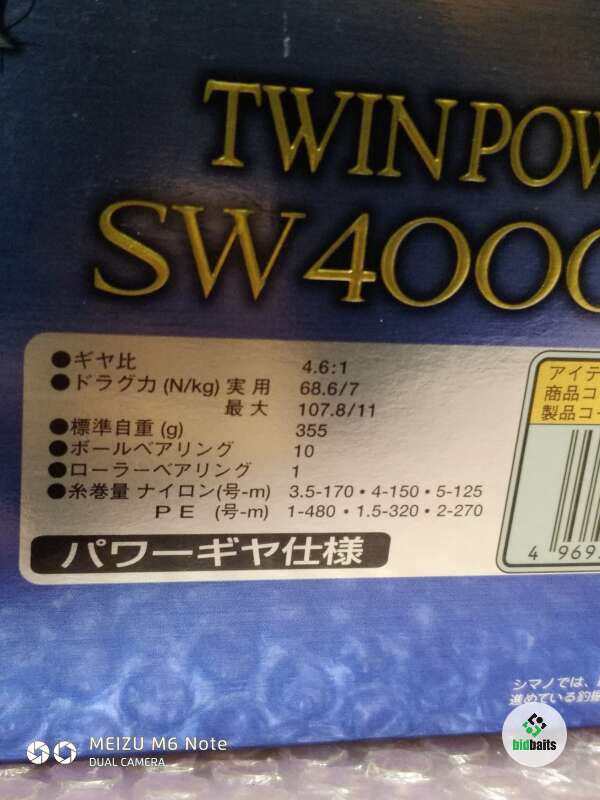 TWINPOW
SW4000
●ギヤ比 4.6:1
●ドラグ力 (N/kg) 実用 68.6/7
最大 107.8/11
●標準自重 (g) 355
●ボールベアリング 10
●ローラーベアリング 1
●糸巻量 ナイロン(号-m) 3.5-170・4-150・5-125
PE (号-m) 1-480・1.5-320・2-270
パワーギヤ仕様
アイテ
商品コ
製品コー
4 969
シマノでは、
進めている釣
bidbaits
MEIZU M6 Note
DUAL CAMERA